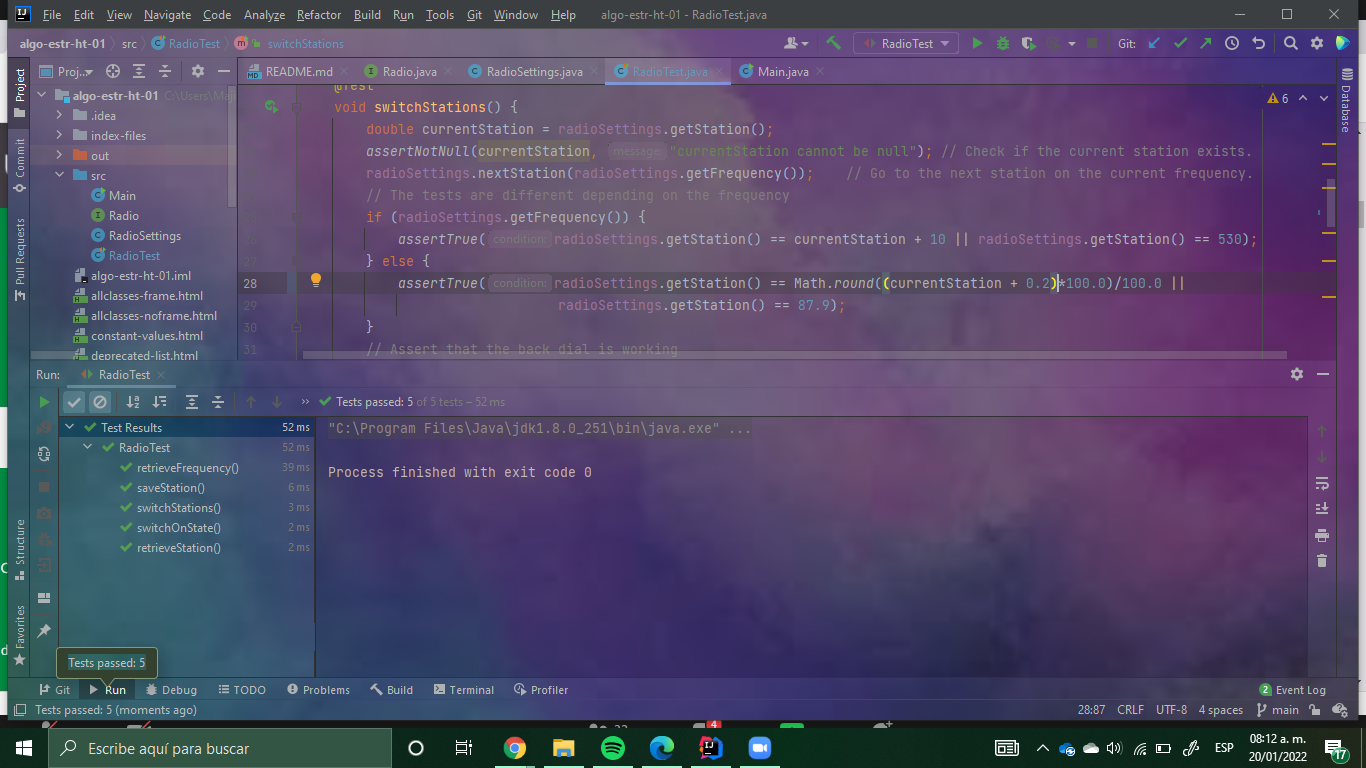 File Edit View Navigate Code Analyze Refactor Build Run Tools Git Window Help algo-estr-ht-01 - RadioTest.java
algo-estr-ht-01 src RadioTest switchStations RadioTest Git:
Project
Commit
Pull Requests
Structure
Favorites
Database
Proj...
algo-estr-ht-01
.idea
index-files
out
src
Main
Radio
RadioSettings
RadioTest
algo-estr-ht-01.iml
allclasses-frame.html
allclasses-noframe.html
constant-values.html
deprecated-list.html
README.md Radio.java RadioSettings.java RadioTest.java Main.java
6
@Test
void switchStations() {
double currentStation = radioSettings.getStation();
assertNotNull(currentStation, message: "currentStation cannot be null"); // Check if the current station exists.
radioSettings.nextStation(radioSettings.getFrequency()); // Go to the next station on the current frequency.
// The tests are different depending on the frequency
if (radioSettings.getFrequency()) {
assertTrue( condition: radioSettings.getStation() == currentStation + 10 || radioSettings.getStation() == 530);
} else {
28 assertTrue( condition: radioSettings.getStation() == Math.round((currentStation + 0.2)*100.0)/100.0 ||
29 radioSettings.getStation() == 87.9);
30 }
31 // Assert that the back dial is working
Run: RadioTest
Tests passed: 5 of 5 tests – 52 ms
Test Results 52 ms
RadioTest 52 ms
retrieveFrequency() 39 ms
saveStation() 6 ms
switchStations() 3 ms
switchOnState() 2 ms
retrieveStation() 2 ms
"C:\Program Files\Java\jdk1.8.0_251\bin\java.exe" ...
Process finished with exit code 0
Tests passed: 5
Git Run Debug TODO Problems Build Terminal Profiler 2 Event Log
Tests passed: 5 (moments ago) 28:87 CRLF UTF-8 4 spaces main
4
Escribe aquí para buscar
ESP
08:12 a. m.
20/01/2022
17